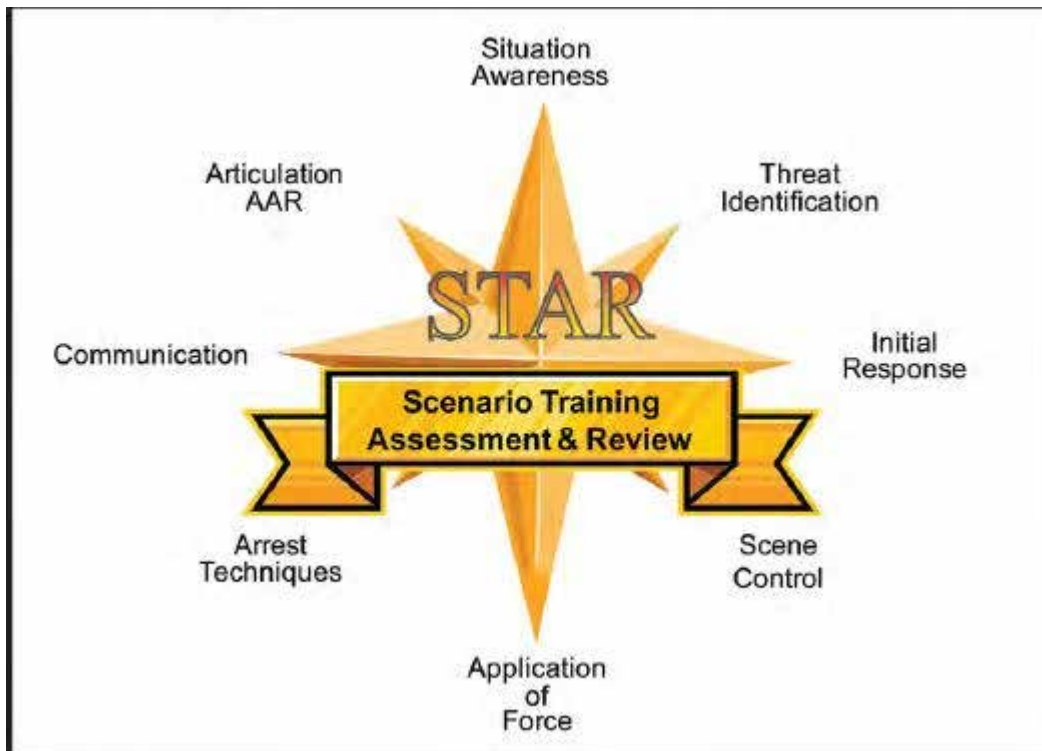 Situation
Awareness
Articulation
AAR
Threat
Identification
STAR
Communication
Initial
Response
Scenario Training
Assessment & Review
Arrest
Techniques
Scene
Control
Application
of
Force